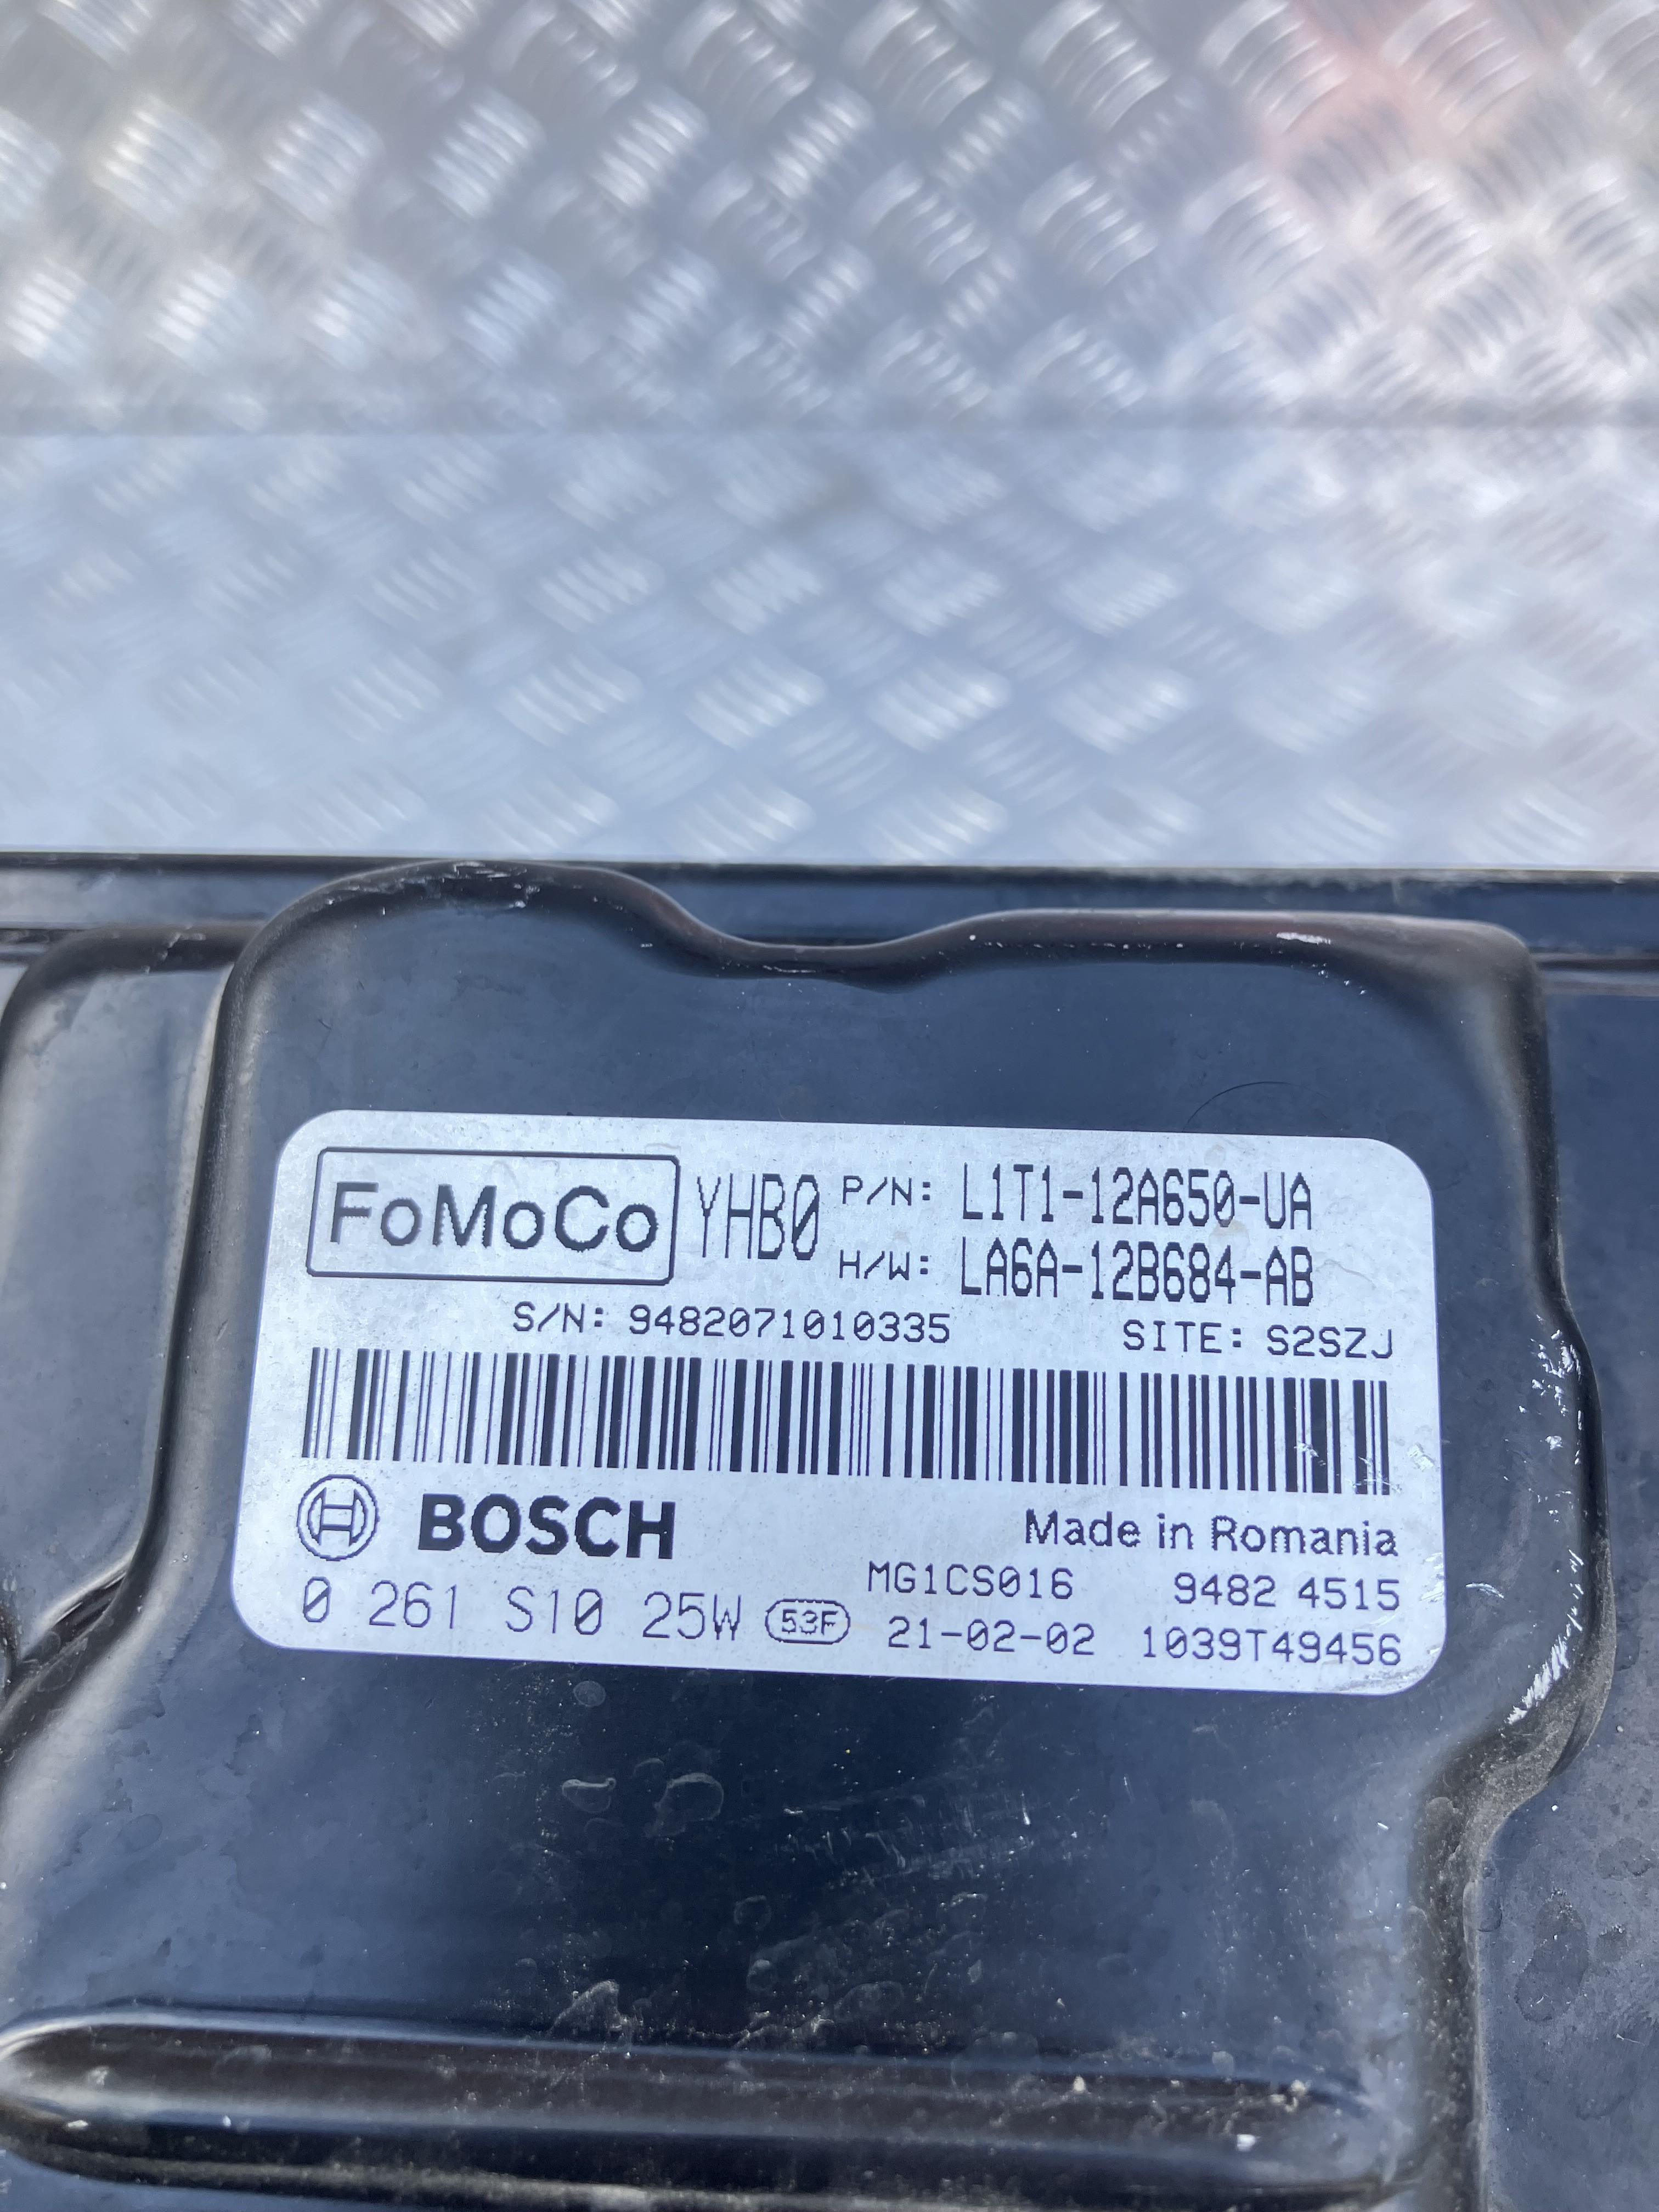 FoMoCo YHB0 P/N: L1T1-12A650-UA
H/W: LA6A-12B684-AB
S/N: 9482071010335 SITE: S2SZJ
BOSCH Made in Romania
MG1CS016 9482 4515
0 261 S10 25W 53F 21-02-02 1039T49456